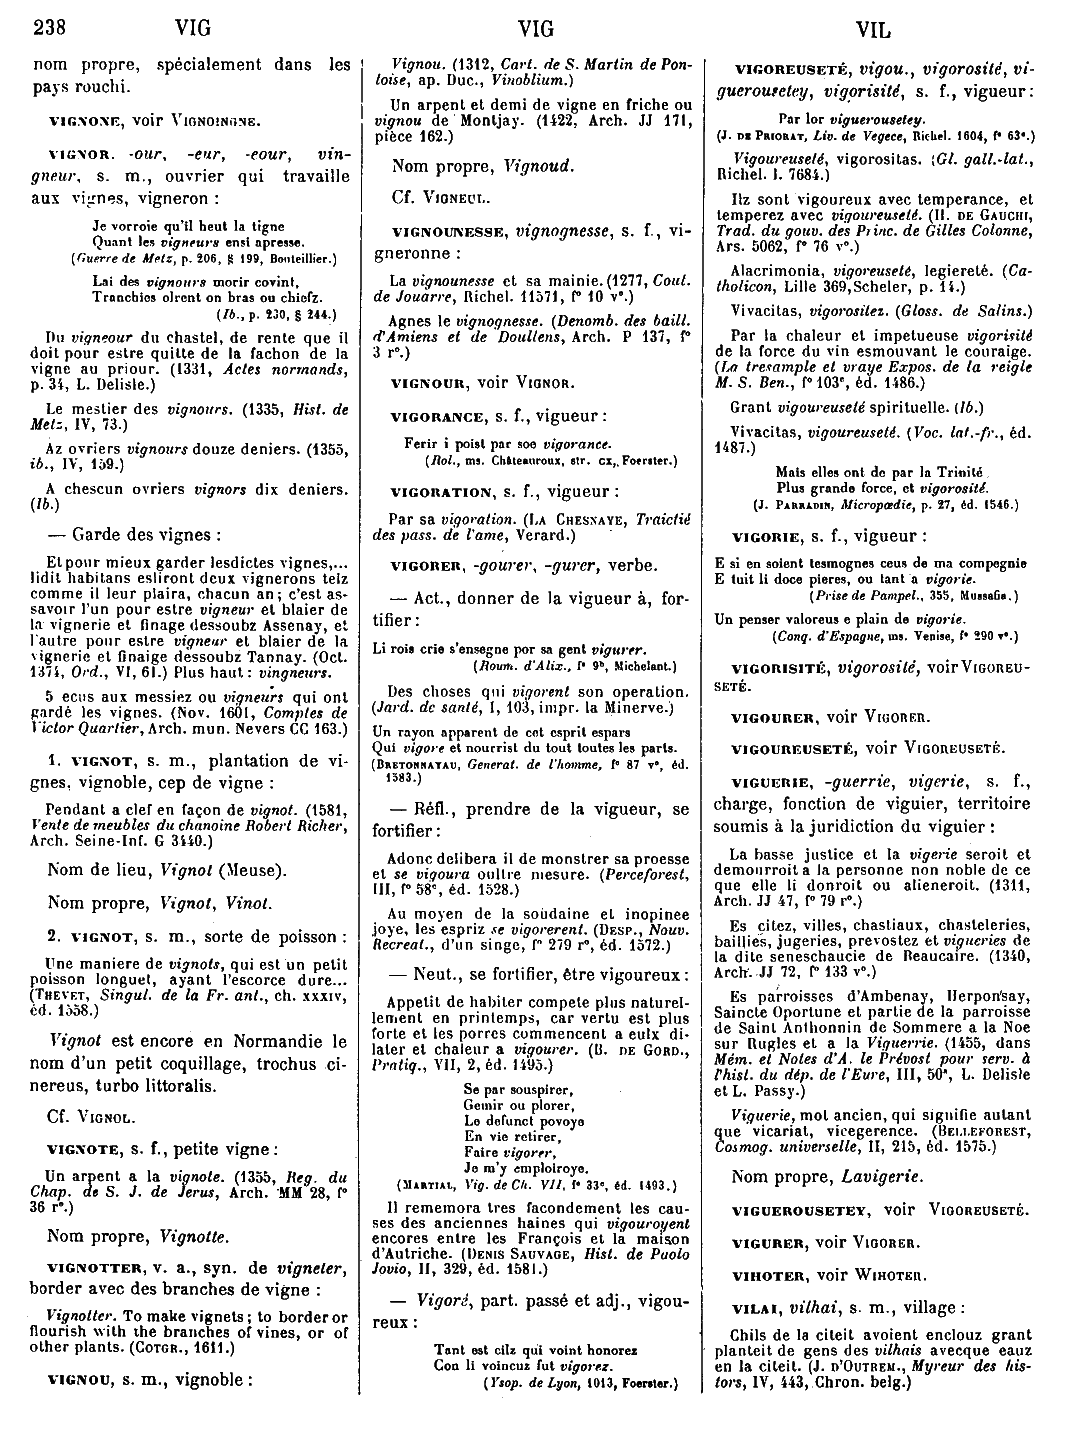 238 VIG VIG VIL
nom propre, spécialement dans les
pays rouchi.
VIGNONE, voir VIGNOINGNE.
VIGNOR. -our, -eur, -eour, vin-
gneur, s. m., ouvrier qui travaille
aux vignes, vigneron :
Je vorroie qu'il heut la tigne
Quant les vigneurs ensi apresse.
(Guerre de Metz, p. 206, § 199, Bonteillier.)
Lai des vignours morir covint,
Tranchies olrent on bras ou chiefz.
(Ib., p. 230, § 244.)
Du vigneour du chastel, de rente que il
doit pour estre quitte de la fachon de la
vigne au priour. (1331, Actes normands,
p. 34, L. Delisle.)
Le mestier des vignours. (1335, Hist. de
Metz, IV, 73.)
Az ovriers vignours douze deniers. (1355,
ib., IV, 159.)
A chescun ovriers vignors dix deniers.
(Ib.)
— Garde des vignes :
Et pour mieux garder lesdictes vignes,...
lidit habitans esliront deux vignerons telz
comme il leur plaira, chacun an ; c'est as-
savoir l'un pour estre vigneur et blaier de
la vignerie et finage dessoubz Assenay, et
l'autre pour estre vigneur et blaier de la
vignerie et finaige dessoubz Tannay. (Oct.
1374, Ord., VI, 61.) Plus haut : vingneurs.
5 ecus aux messiez ou vigneurs qui ont
gardé les vignes. (Nov. 1601, Comptes de
Victor Quartier, Arch. mun. Nevers CC 163.)
1. VIGNOT, s. m., plantation de vi-
gnes, vignoble, cep de vigne :
Pendant a clef en façon de vignot. (1581,
Vente de meubles du chanoine Robert Richer,
Arch. Seine-Inf. G 3440.)
Nom de lieu, Vignot (Meuse).
Nom propre, Vignot, Vinot.
2. VIGNOT, s. m., sorte de poisson :
Une maniere de vignots, qui est un petit
poisson longuet, ayant l'escorce dure...
(THEVET, Singul. de la Fr. ant., ch. XXXIV,
éd. 1558.)
Vignot est encore en Normandie le
nom d'un petit coquillage, trochus ci-
nereus, turbo littoralis.
Cf. VIGNOL.
VIGNOTE, s. f., petite vigne :
Un arpent a la vignote. (1355, Reg. du
Chap. de S. J. de Jerus, Arch. MM 28, f°
36 r°.)
Nom propre, Vignotte.
VIGNOTTER, v. a., syn. de vigneter,
border avec des branches de vigne :
Vignotter. To make vignets ; to border or
flourish with the branches of vines, or of
other plants. (COTGR., 1611.)
VIGNOU, s. m., vignoble :
Vignou. (1312, Cart. de S. Martin de Pon-
toise, ap. Duc., Vinoblium.)
Un arpent et demi de vigne en friche ou
vignou de Montjay. (1422, Arch. JJ 171,
pièce 162.)
Nom propre, Vignoud.
Cf. VIGNEUL.
VIGNOUNESSE, vignognesse, s. f., vi-
gneronne :
La vignounesse et sa mainie. (1277, Cout.
de Jouarre, Richel. 11571, f° 10 v°.)
Agnes le vignognesse. (Denomb. des baill.
d'Amiens et de Doullens, Arch. P 137, f°
3 r°.)
VIGNOUR, voir VIGNOR.
VIGORANCE, s. f., vigueur :
Ferir i poist par soe vigorance.
(Rol., ms. Châteauroux, str. CX, Foerster.)
VIGORATION, s. f., vigueur :
Par sa vigoration. (LA CHESNAYE, Traictié
des pass. de l'ame, Verard.)
VIGORER, -gourer, -gurer, verbe.
— Act., donner de la vigueur à, for-
tifier :
Li rois crie s'ensegne por sa gent vigurer.
(Roum. d'Alix., f° 9ᵇ, Michelant.)
Des choses qui vigorent son operation.
(Jard. de santé, I, 103, impr. la Minerve.)
Un rayon apparent de cet esprit espars
Qui vigore et nourrist du tout toutes les parts.
(BRETONNAYAU, Generat. de l'homme, f° 87 v°, éd.
1583.)
— Réfl., prendre de la vigueur, se
fortifier :
Adonc delibera il de monstrer sa proesse
et se vigoura oultre mesure. (Perceforest,
III, f° 58ᶜ, éd. 1528.)
Au moyen de la soudaine et inopinee
joye, les espriz se vigorerent. (DESP., Nouv.
Recreat., d'un singe, f° 279 r°, éd. 1572.)
— Neut., se fortifier, être vigoureux :
Appetit de habiter compete plus naturel-
lement en printemps, car vertu est plus
forte et les porres commencent a eulx di-
later et chaleur a vigourer. (B. DE GORD.,
Pratiq., VII, 2, éd. 1495.)
Se par souspirer,
Gemir ou plorer,
Le defunct povoye
En vie retirer,
Faire vigorer,
Je m'y emploiroye.
(MARTIAL, Vig. de Ch. VII, f° 33ᶜ, éd. 1493.)
Il rememora tres facondement les cau-
ses des anciennes haines qui vigouroyent
encores entre les François et la maison
d'Autriche. (DENIS SAUVAGE, Hist. de Paolo
Jovio, II, 329, éd. 1581.)
— Vigoré, part. passé et adj., vigou-
reux :
Tant est cilz qui voint honorez
Con li voincuz fut vigorez.
(Ysop. de Lyon, 1013, Foerster.)
VIGOREUSETÉ, vigou., vigorosité, vi-
guerousetey, vigorisité, s. f., vigueur :
Par lor viguerousetey.
(J. DE PRIORAT, Liv. de Vegece, Richel. 1604, f° 63ᵃ.)
Vigoureuseté, vigorositas. (Gl. gall.-lat.,
Richel. l. 7684.)
Ilz sont vigoureux avec temperance, et
temperez avec vigoureuseté. (H. DE GAUCHI,
Trad. du gouv. des Princ. de Gilles Colonne,
Ars. 5062, f° 76 v°.)
Alacrimonia, vigoreuseté, legiereté. (Ca-
tholicon, Lille 369, Scheler, p. 14.)
Vivacitas, vigorositez. (Gloss. de Salins.)
Par la chaleur et impetueuse vigorisité
de la force du vin esmouvant le couraige.
(La tresample et vraye Expos. de la reigle
M. S. Ben., f° 103ᶜ, éd. 1486.)
Grant vigoureuseté spirituelle. (Ib.)
Vivacitas, vigoureuseté. (Voc. lat.-fr., éd.
1487.)
Mais elles ont de par la Trinité
Plus grande force, et vigorosité.
(J. PARRADIN, Micropœdie, p. 27, éd. 1546.)
VIGORIE, s. f., vigueur :
E si en soient tesmognes ceus de ma compegnie
E tuit li doce pieres, ou tant a vigorie.
(Prise de Pampel., 355, Mussafia.)
Un penser valoreus e plain de vigorie.
(Conq. d'Espagne, ms. Venise, f° 290 v°.)
VIGORISITÉ, vigorosité, voir VIGOREU-
SETÉ.
VIGOURER, voir VIGORER.
VIGOUREUSETÉ, voir VIGOREUSETÉ.
VIGUERIE, -guerrie, vigerie, s. f.,
charge, fonction de viguier, territoire
soumis à la juridiction du viguier :
La basse justice et la vigerie seroit et
demourroit a la personne non noble de ce
que elle li donroit ou alieneroit. (1311,
Arch. JJ 47, f° 79 r°.)
Es citez, villes, chastiaux, chasteleries,
baillies, jugeries, prevostez et vigueries de
la dite seneschaucie de Beaucaire. (1340,
Arch. JJ 72, f° 133 v°.)
Es parroisses d'Ambenay, Herponsay,
Saincte Oportune et partie de la parroisse
de Saint Anthonnin de Sommere a la Noe
sur Rugles et a la Viguerrie. (1455, dans
Mém. et Notes d'A. le Prévost pour serv. à
l'hist. du dép. de l'Eure, III, 50ᵃ, L. Delisle
et L. Passy.)
Viguerie, mot ancien, qui signifie autant
que vicariat, vicegerence. (BELLEFOREST,
Cosmog. universelle, II, 215, éd. 1575.)
Nom propre, Lavigerie.
VIGUEROUSETEY, voir VIGOREUSETÉ.
VIGURER, voir VIGORER.
VIHOTER, voir WIHOTER.
VILAI, vilhai, s. m., village :
Chils de la citeit avoient enclouz grant
planteit de gens des vilhais avecque eauz
en la citeit. (J. D'OUTREM., Myreur des his-
tors, IV, 443, Chron. belg.)